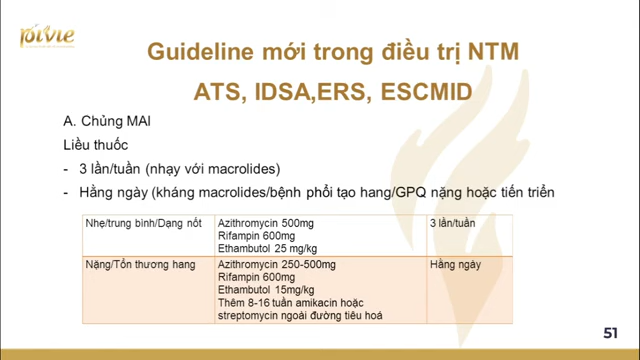 pivie
Guideline mới trong điều trị NTM
ATS, IDSA,ERS, ESCMID
A. Chủng MAI
Liều thuốc
- 3 lần/tuần (nhạy với macrolides)
- Hằng ngày (kháng macrolides/bệnh phổi tạo hang/GPQ nặng hoặc tiến triển
Nhẹ/trung bình/Dạng nốt
Azithromycin 500mg
Rifampin 600mg
Ethambutol 25 mg/kg
3 lần/tuần
Nặng/Tổn thương hang
Azithromycin 250-500mg
Rifampin 600mg
Ethambutol 15mg/kg
Thêm 8-16 tuần amikacin hoặc
streptomycin ngoài đường tiêu hoá
Hằng ngày
51